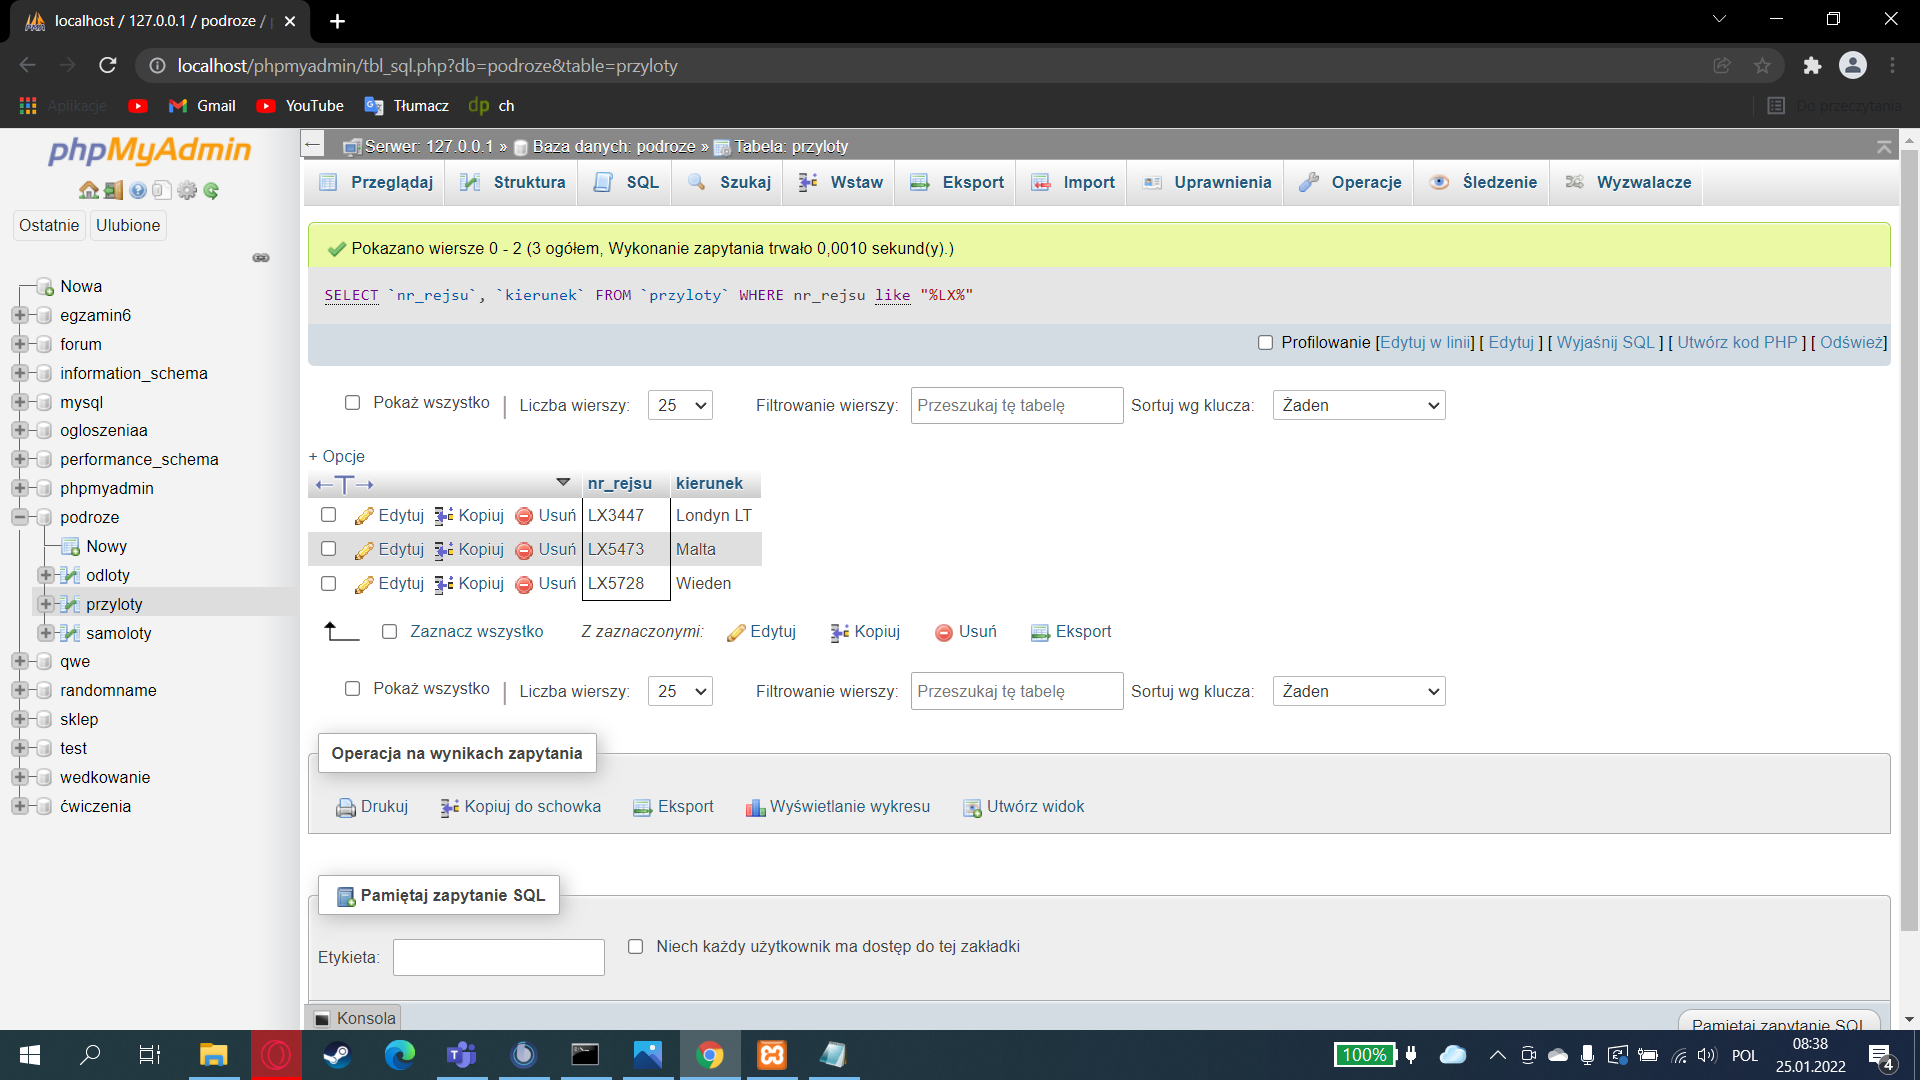 localhost / 127.0.0.1 / podroze / p
localhost/phpmyadmin/tbl_sql.php?db=podroze&table=przyloty
Aplikacje
Gmail
YouTube
Tłumacz
dp ch
Do przeczytania
phpMyAdmin
Ostatnie
Ulubione
Nowa
egzamin6
forum
information_schema
mysql
ogloszeniaa
performance_schema
phpmyadmin
podroze
Nowy
odloty
przyloty
samoloty
qwe
randomname
sklep
test
wedkowanie
ćwiczenia
Serwer: 127.0.0.1 » Baza danych: podroze » Tabela: przyloty
Przeglądaj Struktura SQL Szukaj Wstaw Eksport Import Uprawnienia Operacje Śledzenie Wyzwalacze
Pokazano wiersze 0 - 2 (3 ogółem, Wykonanie zapytania trwało 0,0010 sekund(y).)
SELECT `nr_rejsu`, `kierunek` FROM `przyloty` WHERE nr_rejsu like "%LX%"
Profilowanie [Edytuj w linii] [ Edytuj ] [ Wyjaśnij SQL ] [ Utwórz kod PHP ] [ Odśwież]
Pokaż wszystko | Liczba wierszy: 25 Filtrowanie wierszy: Przeszukaj tę tabelę Sortuj wg klucza: Żaden
+ Opcje
←T→ nr_rejsu kierunek
Edytuj Kopiuj Usuń LX3447 Londyn LT
Edytuj Kopiuj Usuń LX5473 Malta
Edytuj Kopiuj Usuń LX5728 Wieden
Zaznacz wszystko Z zaznaczonymi: Edytuj Kopiuj Usuń Eksport
Pokaż wszystko | Liczba wierszy: 25 Filtrowanie wierszy: Przeszukaj tę tabelę Sortuj wg klucza: Żaden
Operacja na wynikach zapytania
Drukuj Kopiuj do schowka Eksport Wyświetlanie wykresu Utwórz widok
Pamiętaj zapytanie SQL
Etykieta: Niech każdy użytkownik ma dostęp do tej zakładki
Konsola
Pamiętaj zapytanie SQL
100%
POL
08:38
25.01.2022
4